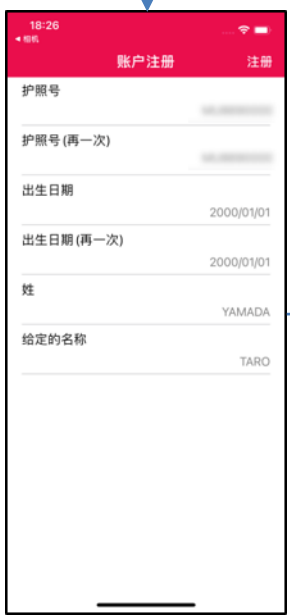 18:26
◀ 相机
账户注册
注册
护照号
护照号(再一次)
出生日期
2000/01/01
出生日期(再一次)
2000/01/01
姓
YAMADA
给定的名称
TARO